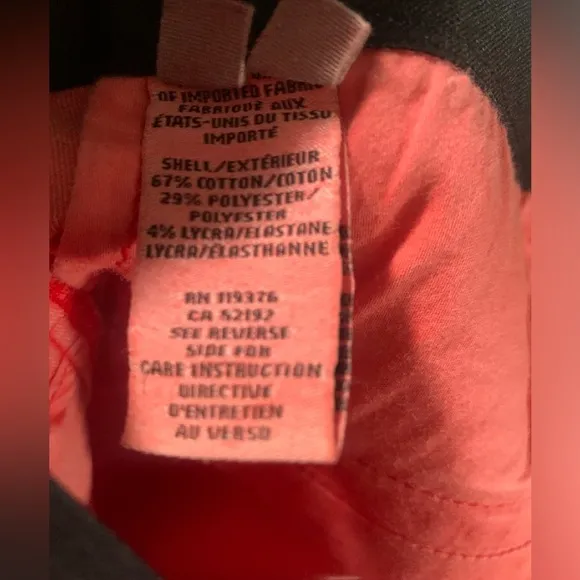 OF IMPORTED FABRIC
FABRIQUÉ AUX
ÉTATS-UNIS DU TISSU
IMPORTÉ
SHELL/EXTÉRIEUR
67% COTTON/COTON
29% POLYESTER/
POLYESTER
4% LYCRA/ELASTANE
LYCRA/ÉLASTHANNE
RN 119376
CA 52192
SEE REVERSE
SIDE FOR
CARE INSTRUCTION
DIRECTIVE
D'ENTRETIEN
AU VERSO